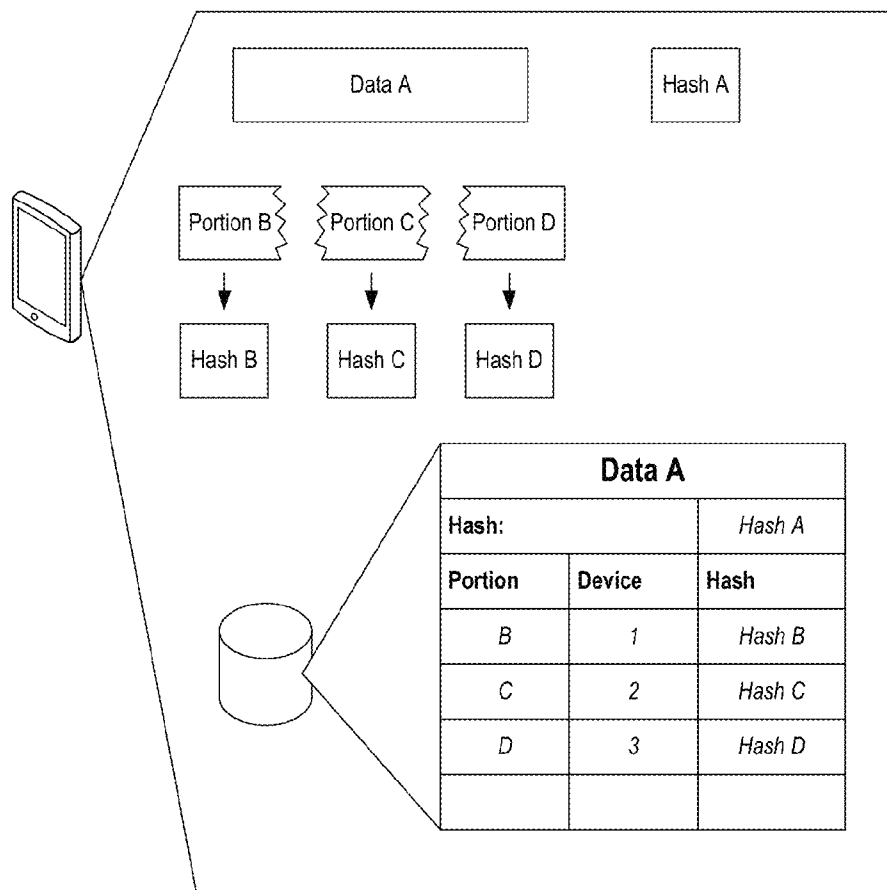 Data A
Hash A
Portion B
Portion C
Portion D
Hash B
Hash C
Hash D
Data A
Hash: Hash A
Portion Device Hash
B 1 Hash B
C 2 Hash C
D 3 Hash D